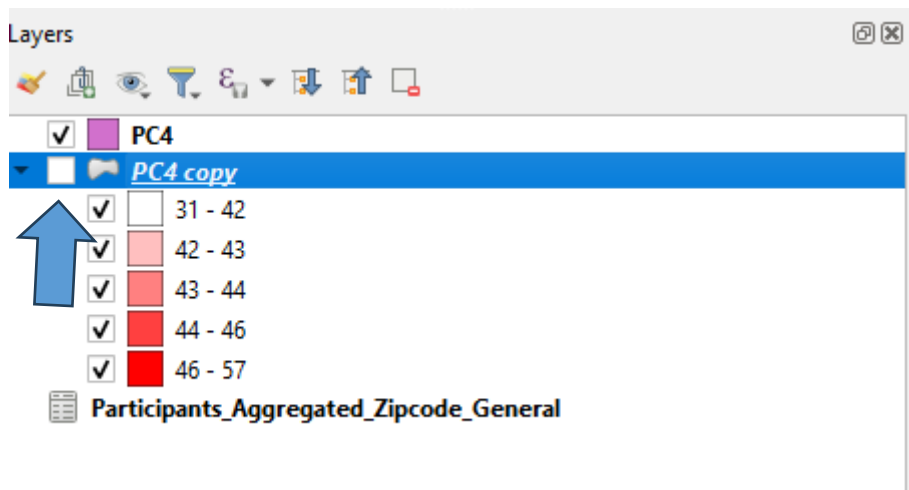 Layers
ε
PC4
PC4 copy
31 - 42
42 - 43
43 - 44
44 - 46
46 - 57
Participants_Aggregated_Zipcode_General